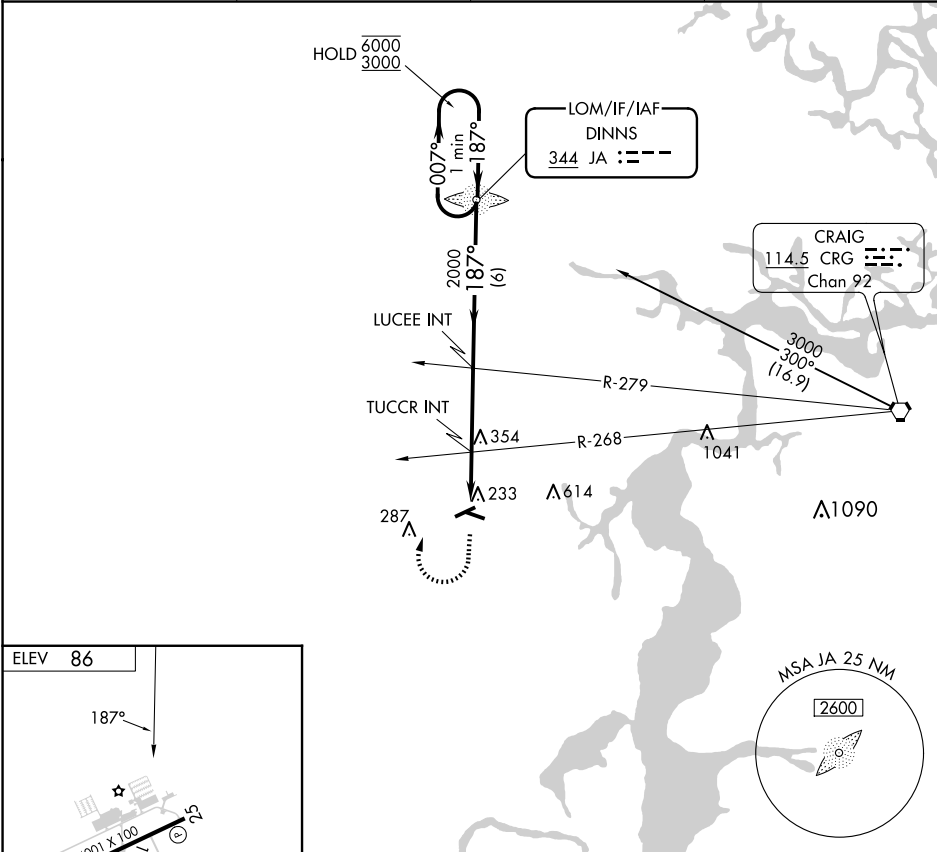 HOLD 6000
3000
LOM/IF/IAF
DINNS
344 JA
007°
1 min
187°
2000
187°
(6)
CRAIG
114.5 CRG
Chan 92
LUCEE INT
3000
300°
(16.9)
R-279
TUCCR INT
354
R-268
1041
233
614
1090
287
ELEV 86
187°
MSA JA 25 NM
2600
25
P
001 X 100